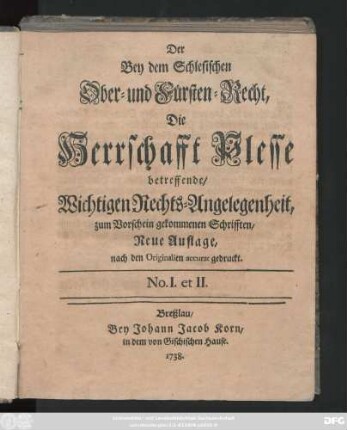 Der
Bey dem Schlesischen
Ober- und Fürsten-Recht,
Die
Herrschafft Plesse
betreffende/
Wichtigen Rechts-Angelegenheit,
zum Vorschein gekommenen Schrifften/
Neue Auflage,
nach den Originalien accurat gedruckt.
No. I. et II.
Breßlau/
Bey Johann Jacob Korn/
in dem von Gischischen Hause.
1738.
DFG